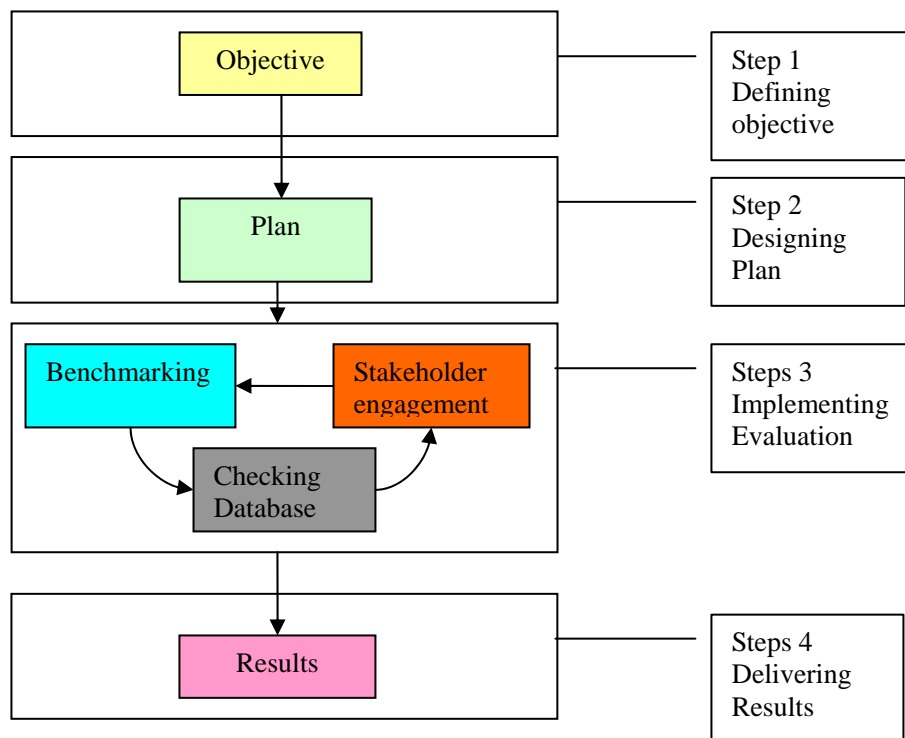 Objective
Step 1
Defining
objective
Plan
Step 2
Designing
Plan
Benchmarking
Stakeholder
engagement
Checking
Database
Steps 3
Implementing
Evaluation
Results
Steps 4
Delivering
Results